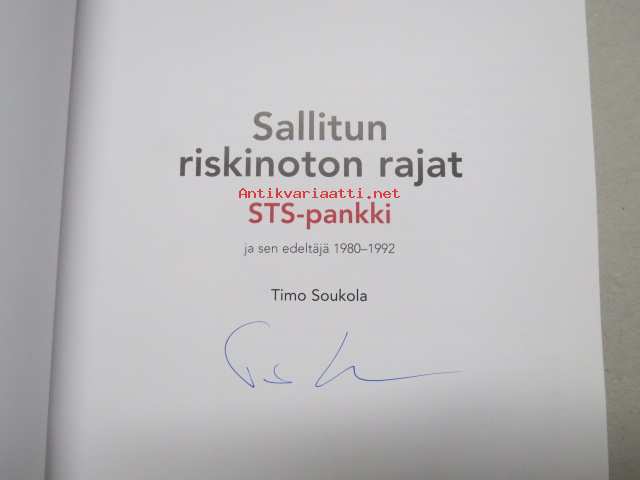 Sallitun
riskinoton rajat
Antikvariaatti.net
STS-pankki
ja sen edeltäjä 1980–1992
Timo Soukola